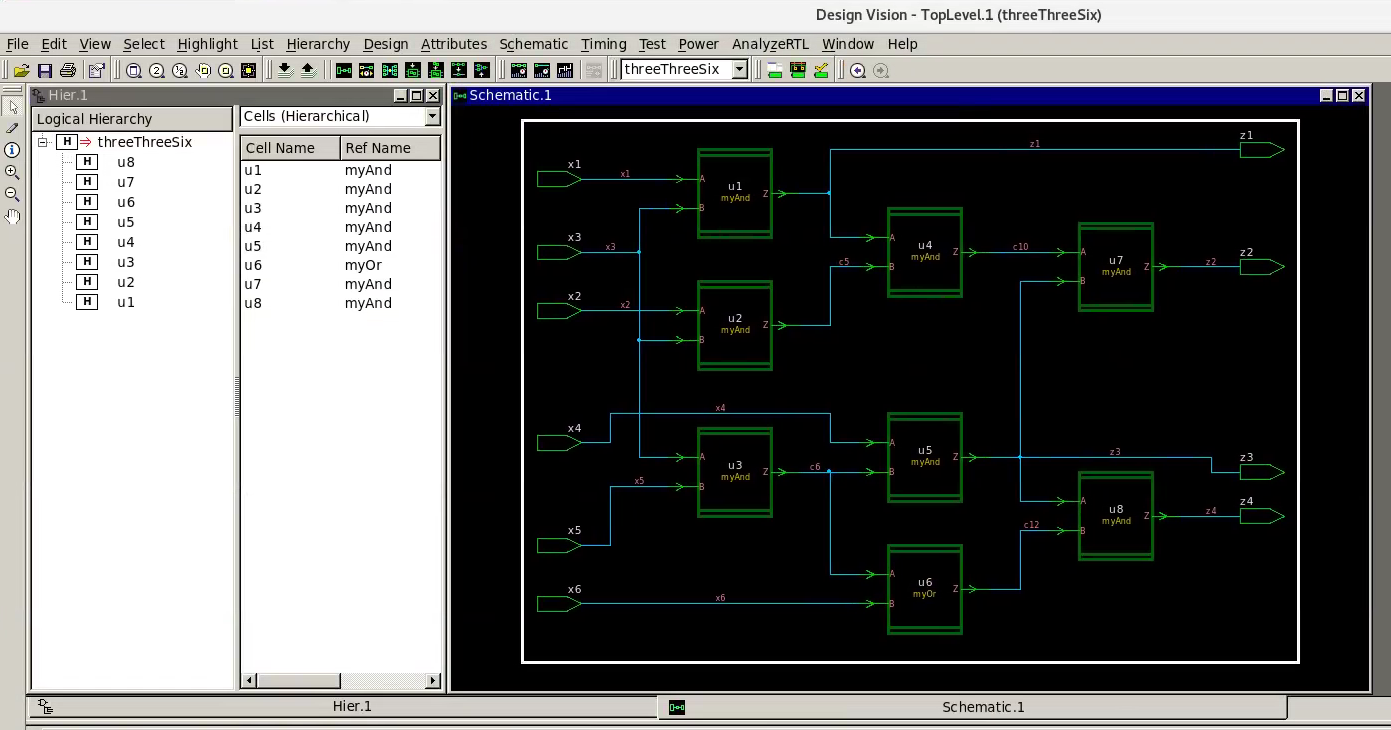 Design Vision - TopLevel.1 (threeThreeSix)
File Edit View Select Highlight List Hierarchy Design Attributes Schematic Timing Test Power AnalyzeRTL Window Help
threeThreeSix
Hier.1
Logical Hierarchy
H threeThreeSix
H u8
H u7
H u6
H u5
H u4
H u3
H u2
H u1
Cells (Hierarchical)
Cell Name Ref Name
u1 myAnd
u2 myAnd
u3 myAnd
u4 myAnd
u5 myAnd
u6 myOr
u7 myAnd
u8 myAnd
Schematic.1
z1
z1
x1
x1
A
u1
myAnd
Z
B
x3
x3
A
u4
myAnd
Z
B
c10
A
u7
myAnd
Z
B
z2
z2
c5
x2
x2
A
u2
myAnd
Z
B
x4
x4
A
u5
myAnd
Z
B
z3
z3
A
u3
myAnd
Z
B
c6
x5
x5
A
u8
myAnd
Z
B
z4
z4
c12
A
u6
myOr
Z
B
x6
x6
Hier.1
Schematic.1